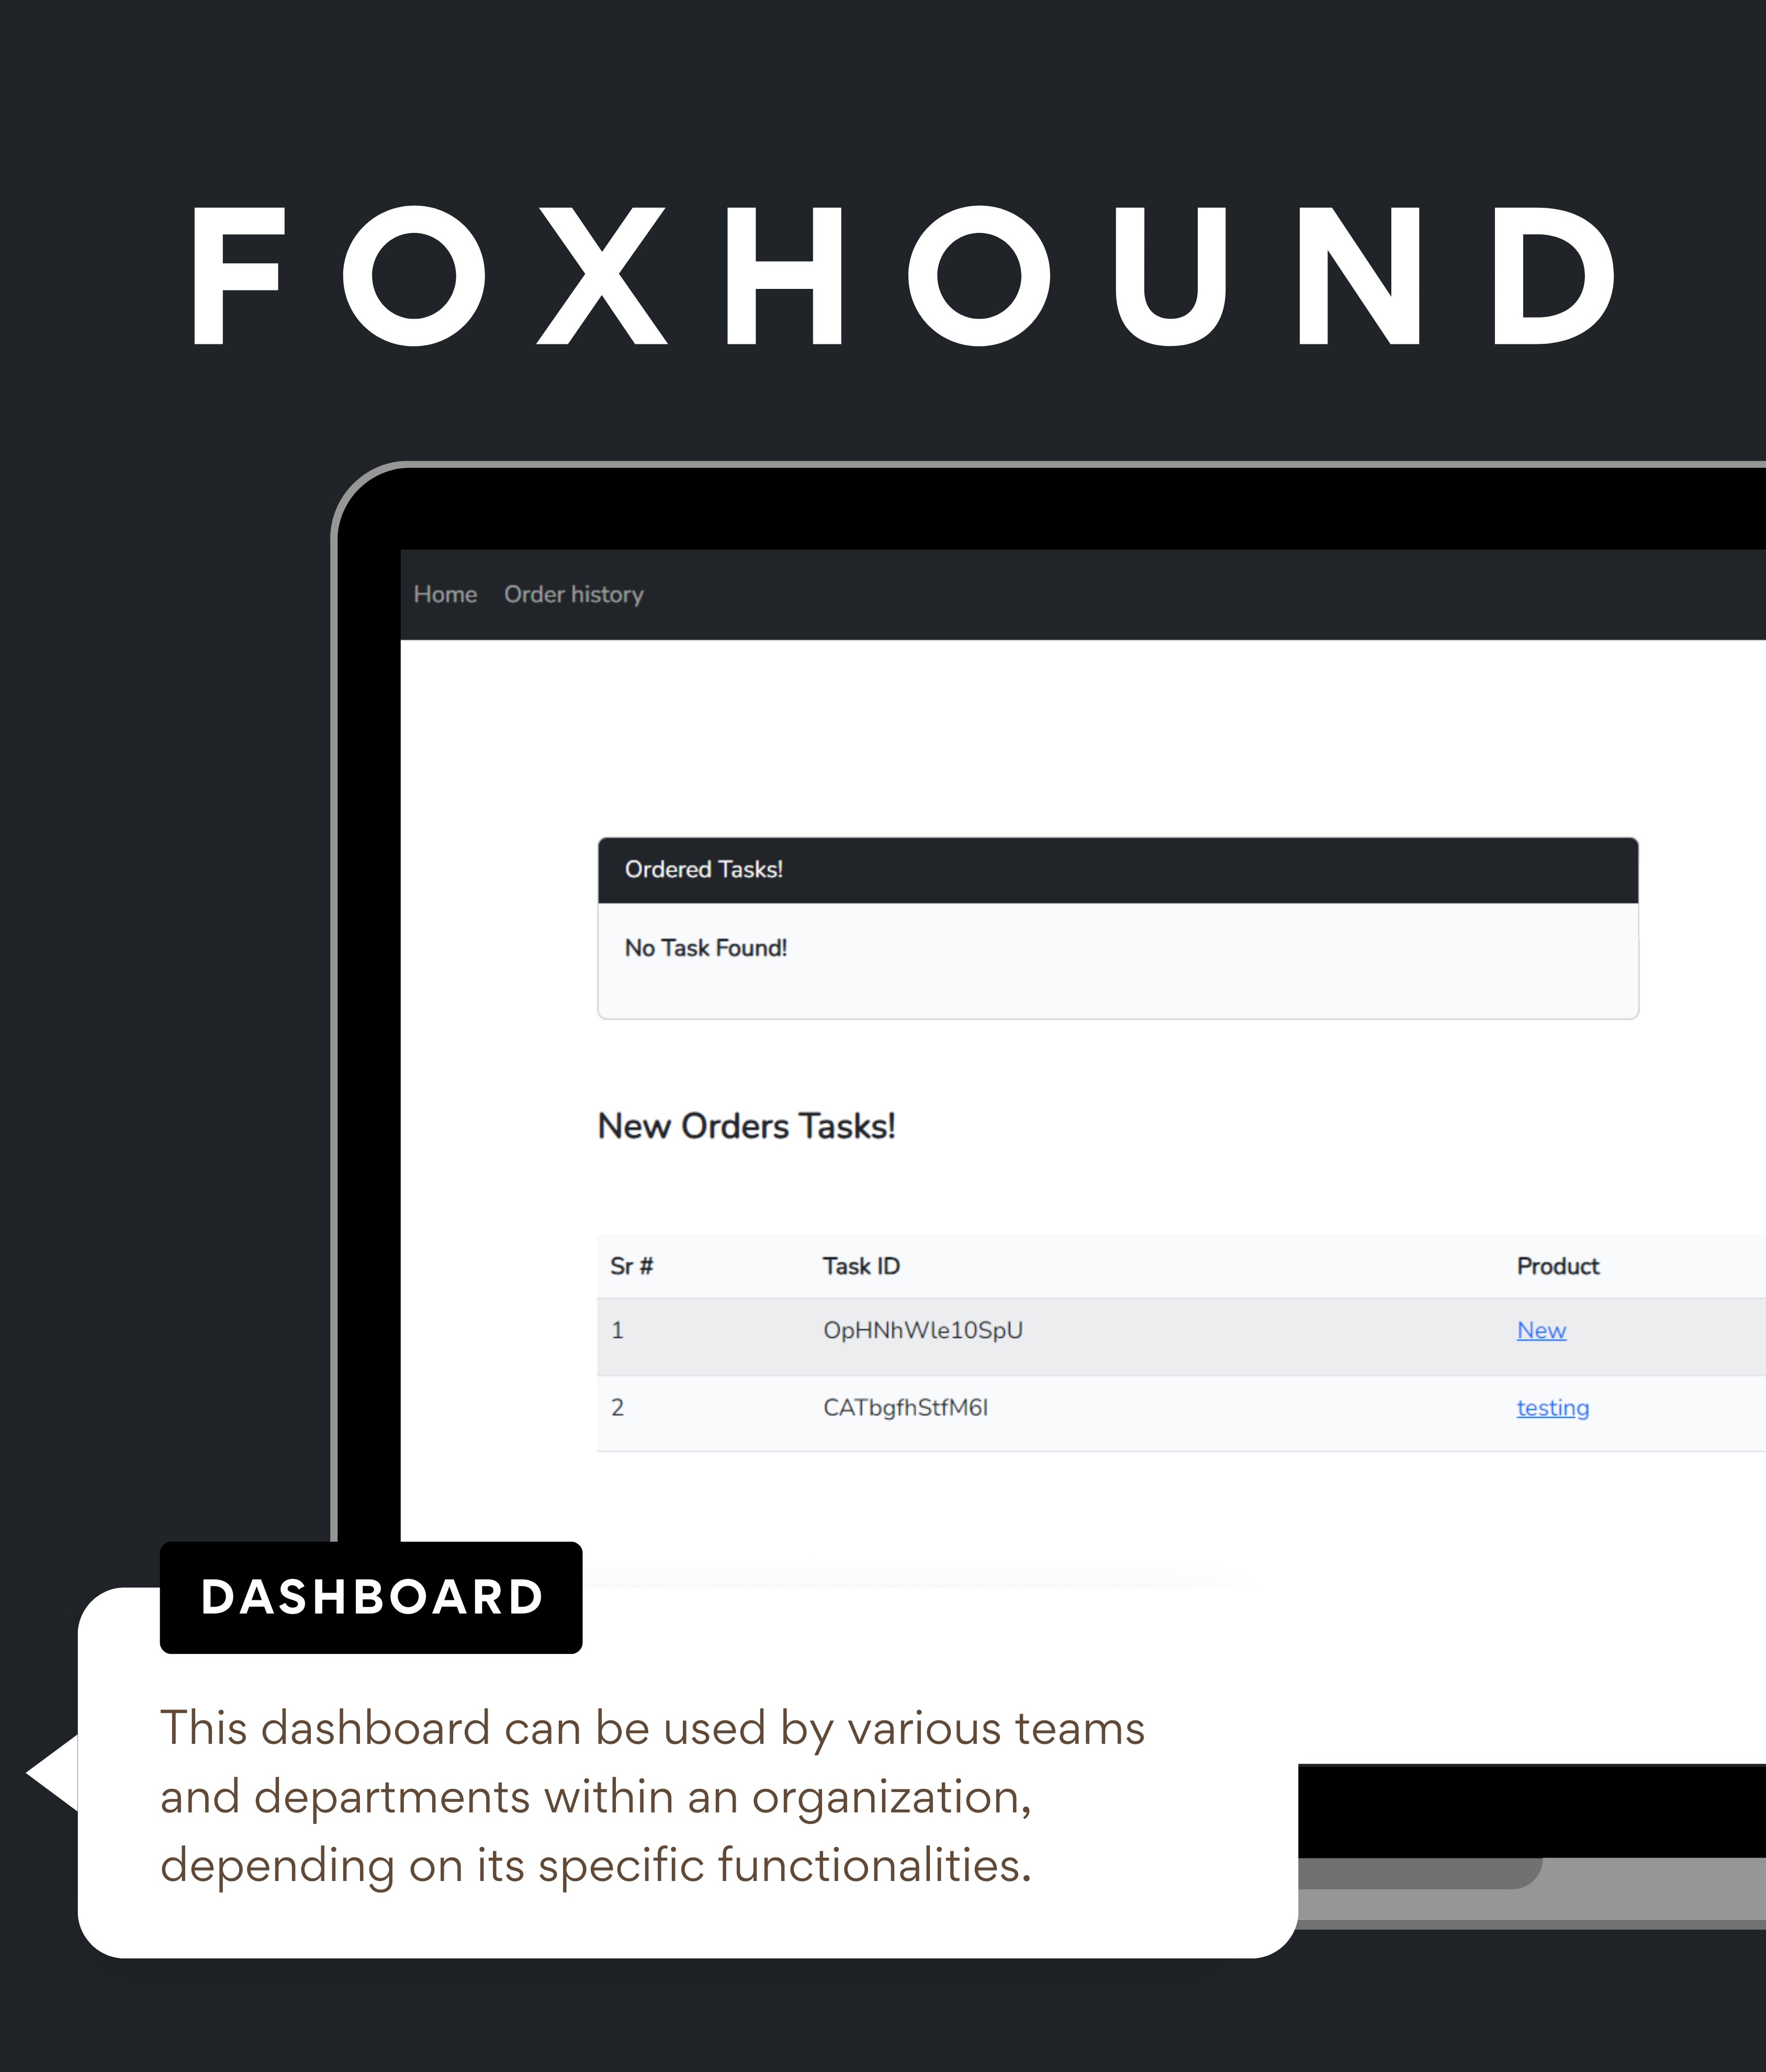 FOXHOUND
Home Order history
Ordered Tasks!
No Task Found!
New Orders Tasks!
Sr # Task ID Product
1 OpHNhWle10SpU New
2 CATbgfhStfM6I testing
DASHBOARD
This dashboard can be used by various teams
and departments within an organization,
depending on its specific functionalities.